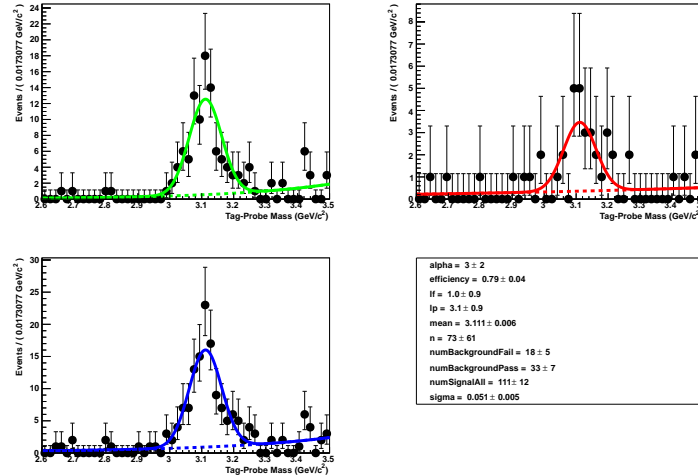 Events / ( 0.0173077 GeV/c² )
24
22
20
18
16
14
12
10
8
6
4
2
0
2.6 2.7 2.8 2.9 3 3.1 3.2 3.3 3.4 3.5
Tag-Probe Mass (GeV/c²)
Events / ( 0.0173077 GeV/c² )
8
7
6
5
4
3
2
1
0
2.6 2.7 2.8 2.9 3 3.1 3.2 3.3 3.4 3.5
Tag-Probe Mass (GeV/c²)
Events / ( 0.0173077 GeV/c² )
30
25
20
15
10
5
0
2.6 2.7 2.8 2.9 3 3.1 3.2 3.3 3.4 3.5
Tag-Probe Mass (GeV/c²)
alpha = 3 ± 2
efficiency = 0.79 ± 0.04
lf = 1.0 ± 0.9
lp = 3.1 ± 0.9
mean = 3.111 ± 0.006
n = 73 ± 61
numBackgroundFail = 18 ± 5
numBackgroundPass = 33 ± 7
numSignalAll = 111 ± 12
sigma = 0.051 ± 0.005